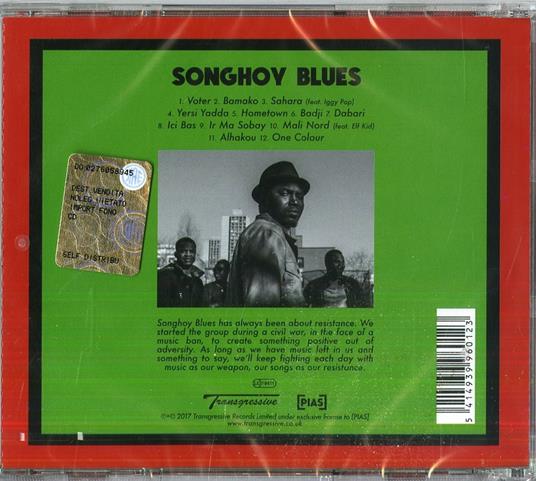 SONGHOY BLUES
1. Voter 2. Bamako 3. Sahara (feat. Iggy Pop)
4. Yersi Yadda 5. Hometown 6. Badji 7. Dabari
8. Ici Bas 9. Ir Ma Sobay 10. Mali Nord (feat. Elf Kid)
11. Alhakou 12. One Colour
DEST.VENDITA
NOLEG.VIETATO
IMPORT FONO
CD
SELF DISTRIBU
Songhoy Blues has always been about resistance. We
started the group during a civil war, in the face of a
music ban, to create something positive out of
adversity. As long as we have music left in us and
something to say, we'll keep fighting each day with
music as our weapon, our songs as our resistance.
Transgressive [PIAS]
℗+© 2017 Transgressive Records Limited under exclusive license to [PIAS]
www.transgressive.co.uk
5 414939 960123